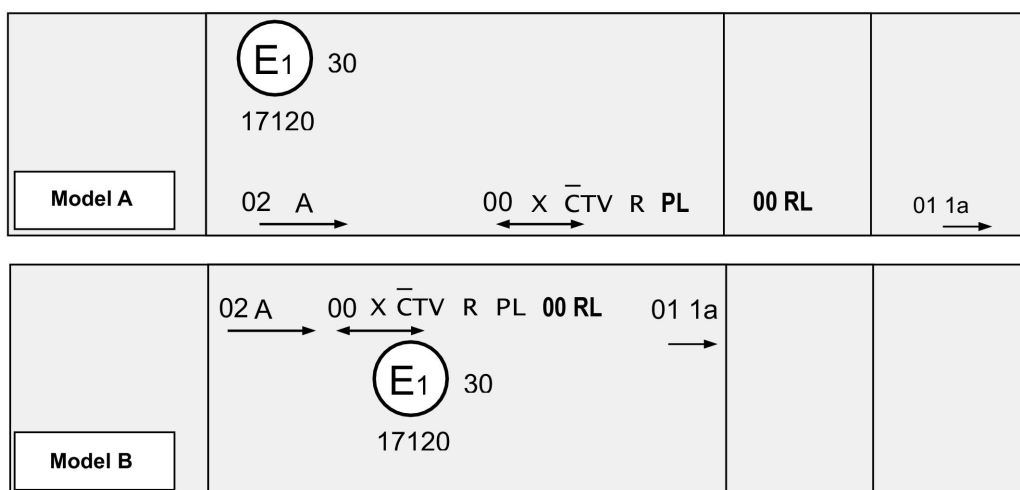 E1 30
17120
Model A
02 A 00 X C̅TV R PL 00 RL 01 1a
02 A 00 X C̅TV R PL 00 RL 01 1a
E1 30
17120
Model B